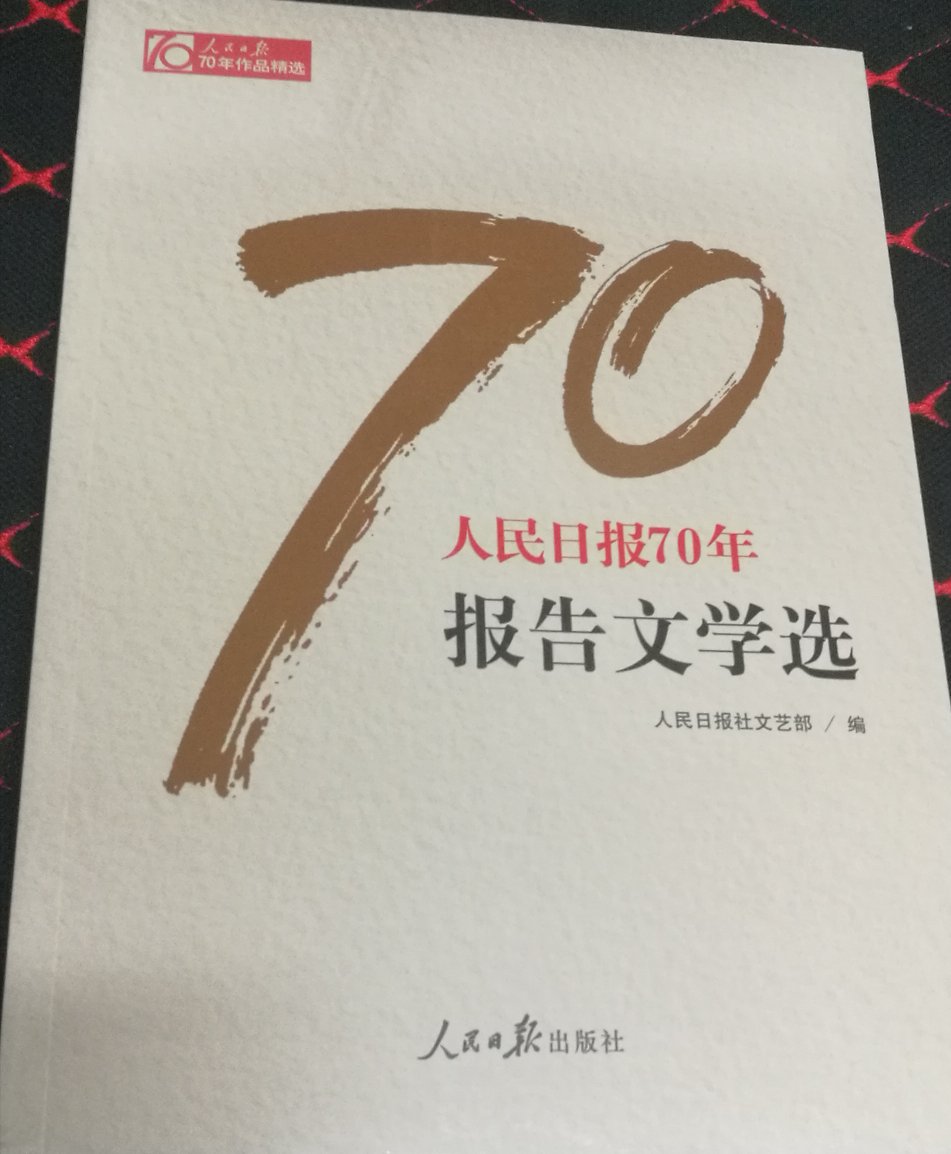 70 人民日报
70年作品精选
70
人民日报70年
报告文学选
人民日报社文艺部 / 编
人民日报出版社